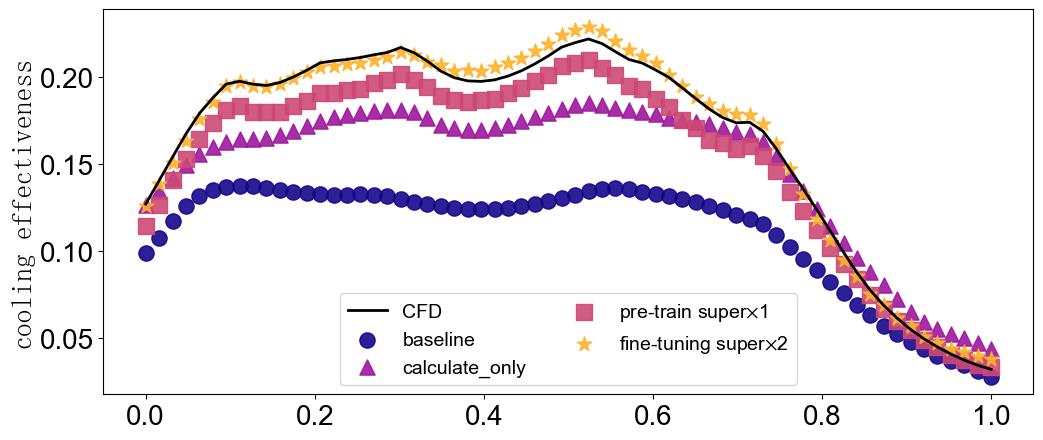 cooling effectiveness
0.20
0.15
0.10
0.05
0.0 0.2 0.4 0.6 0.8 1.0
CFD
baseline
calculate_only
pre-train super×1
fine-tuning super×2